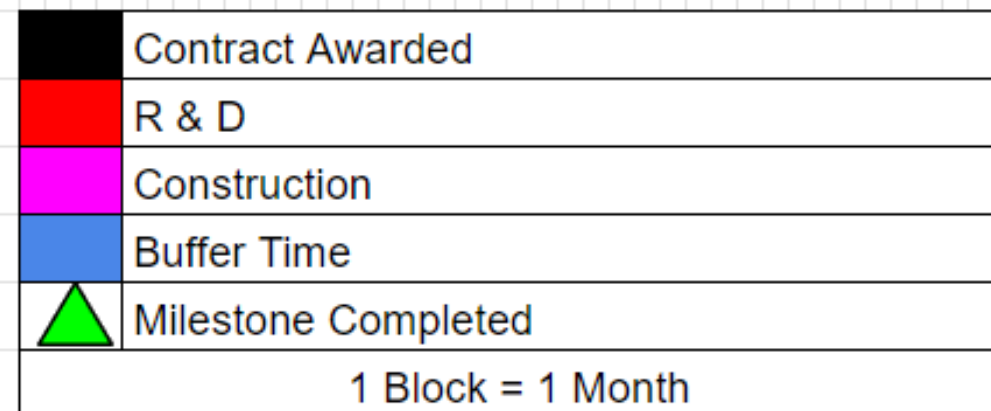 Contract Awarded
R & D
Construction
Buffer Time
Milestone Completed
1 Block = 1 Month